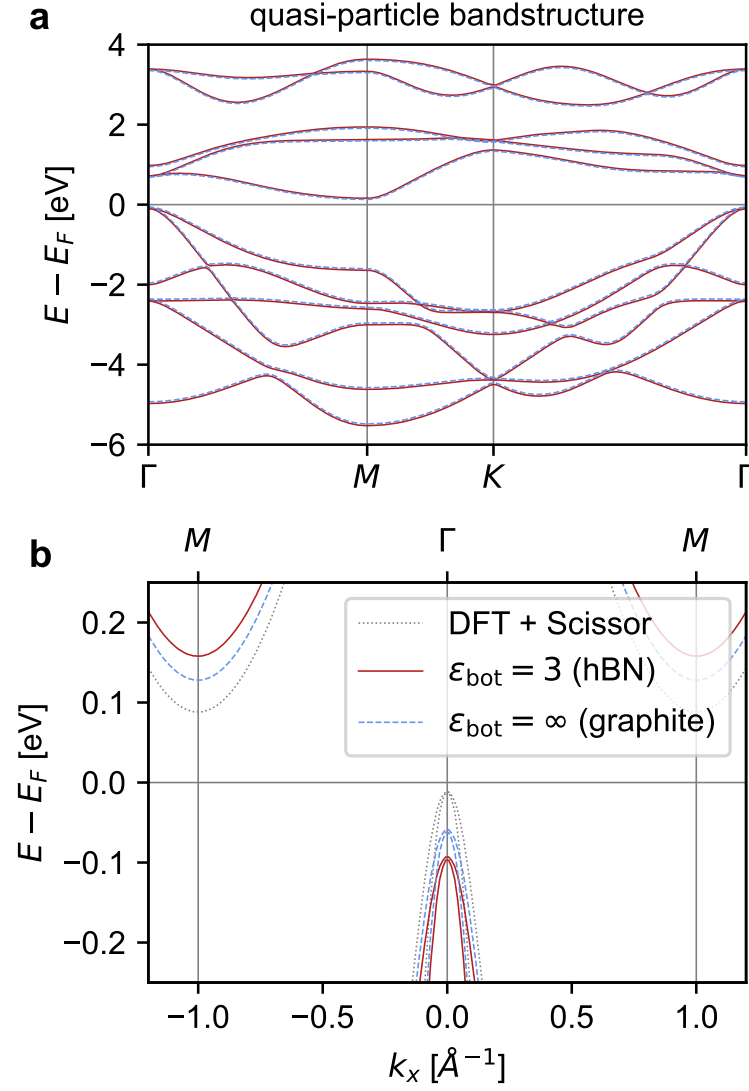 a
quasi-particle bandstructure
4
2
0
−2
−4
−6
E − E_F [eV]
Γ M K Γ
b
M Γ M
0.2
0.1
0.0
−0.1
−0.2
E − E_F [eV]
DFT + Scissor
ε_bot = 3 (hBN)
ε_bot = ∞ (graphite)
−1.0 −0.5 0.0 0.5 1.0
k_x [Å⁻¹]